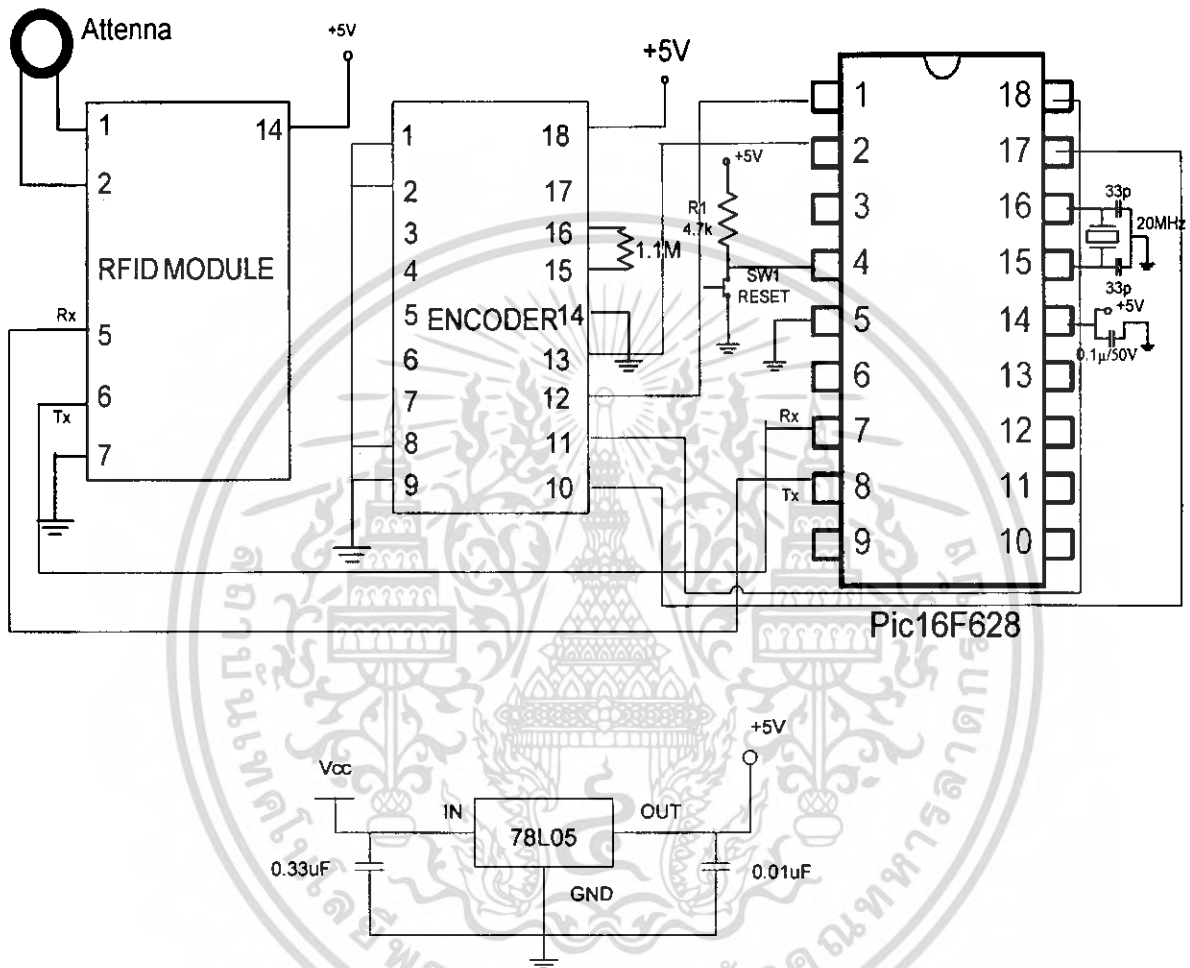 Attenna
+5V
1
14
2
RFID MODULE
Rx
5
6
Tx
7
+5V
1
18
2
17
3
16
4
15
1.1M
5
ENCODER
14
6
13
7
12
8
11
9
10
+5V
R1
4.7k
SW1
RESET
1
18
2
17
3
16
33p
20MHz
4
15
33p
5
14
+5V
0.1µ/50V
6
13
Rx
7
12
Tx
8
11
9
10
Pic16F628
Vcc
+5V
IN
OUT
78L05
0.33uF
0.01uF
GND